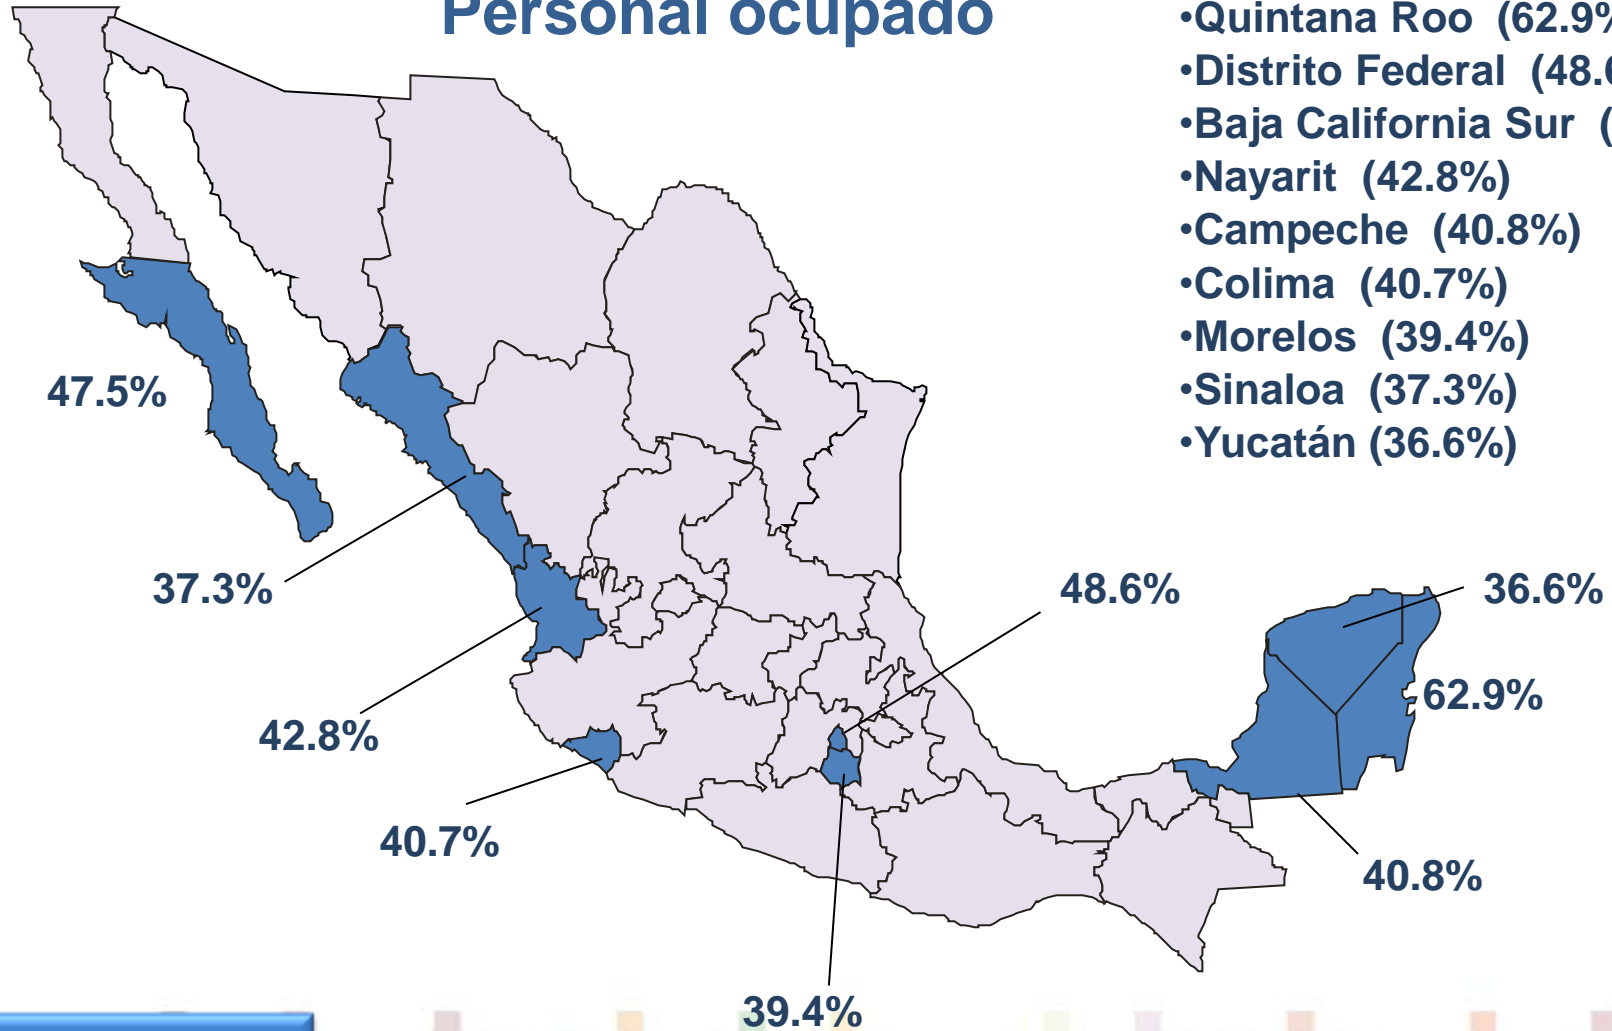 Personal ocupado
•Quintana Roo (62.9%
•Distrito Federal (48.6
•Baja California Sur (
•Nayarit (42.8%)
•Campeche (40.8%)
•Colima (40.7%)
•Morelos (39.4%)
•Sinaloa (37.3%)
•Yucatán (36.6%)
47.5%
37.3%
48.6%
36.6%
62.9%
42.8%
40.7%
40.8%
39.4%